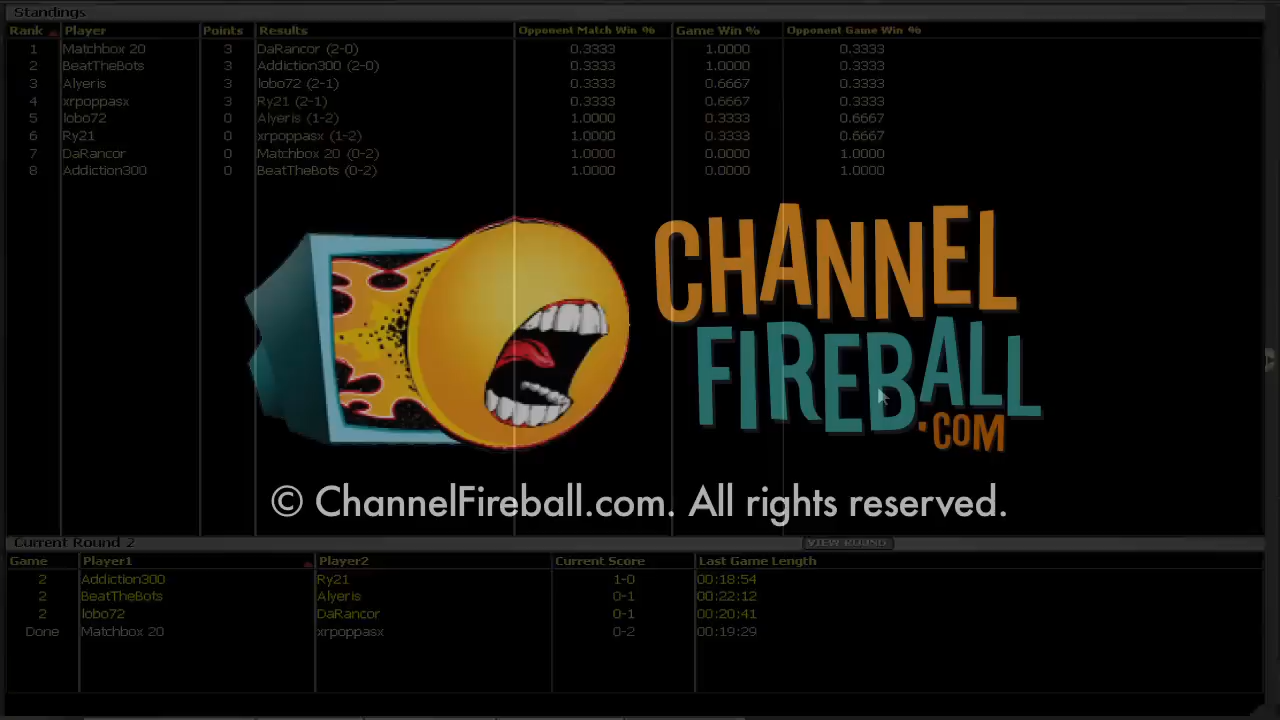 Standings
Rank Player Points Results Opponent Match Win % Game Win % Opponent Game Win %
1 Matchbox 20 3 DaRancor (2-0) 0.3333 1.0000 0.3333
2 BeatTheBots 3 Addiction300 (2-0) 0.3333 1.0000 0.3333
3 Alyeris 3 lobo72 (2-1) 0.3333 0.6667 0.3333
4 xrpoppasx 3 Ry21 (2-1) 0.3333 0.6667 0.3333
5 lobo72 0 Alyeris (1-2) 1.0000 0.3333 0.6667
6 Ry21 0 xrpoppasx (1-2) 1.0000 0.3333 0.6667
7 DaRancor 0 Matchbox 20 (0-2) 1.0000 0.0000 1.0000
8 Addiction300 0 BeatTheBots (0-2) 1.0000 0.0000 1.0000
CHANNEL
FIREBALL
.COM
© ChannelFireball.com. All rights reserved.
Current Round 2 VIEW ROUND
Game Player1 Player2 Current Score Last Game Length
2 Addiction300 Ry21 1-0 00:18:54
2 BeatTheBots Alyeris 0-1 00:22:12
2 lobo72 DaRancor 0-1 00:20:41
Done Matchbox 20 xrpoppasx 0-2 00:19:29